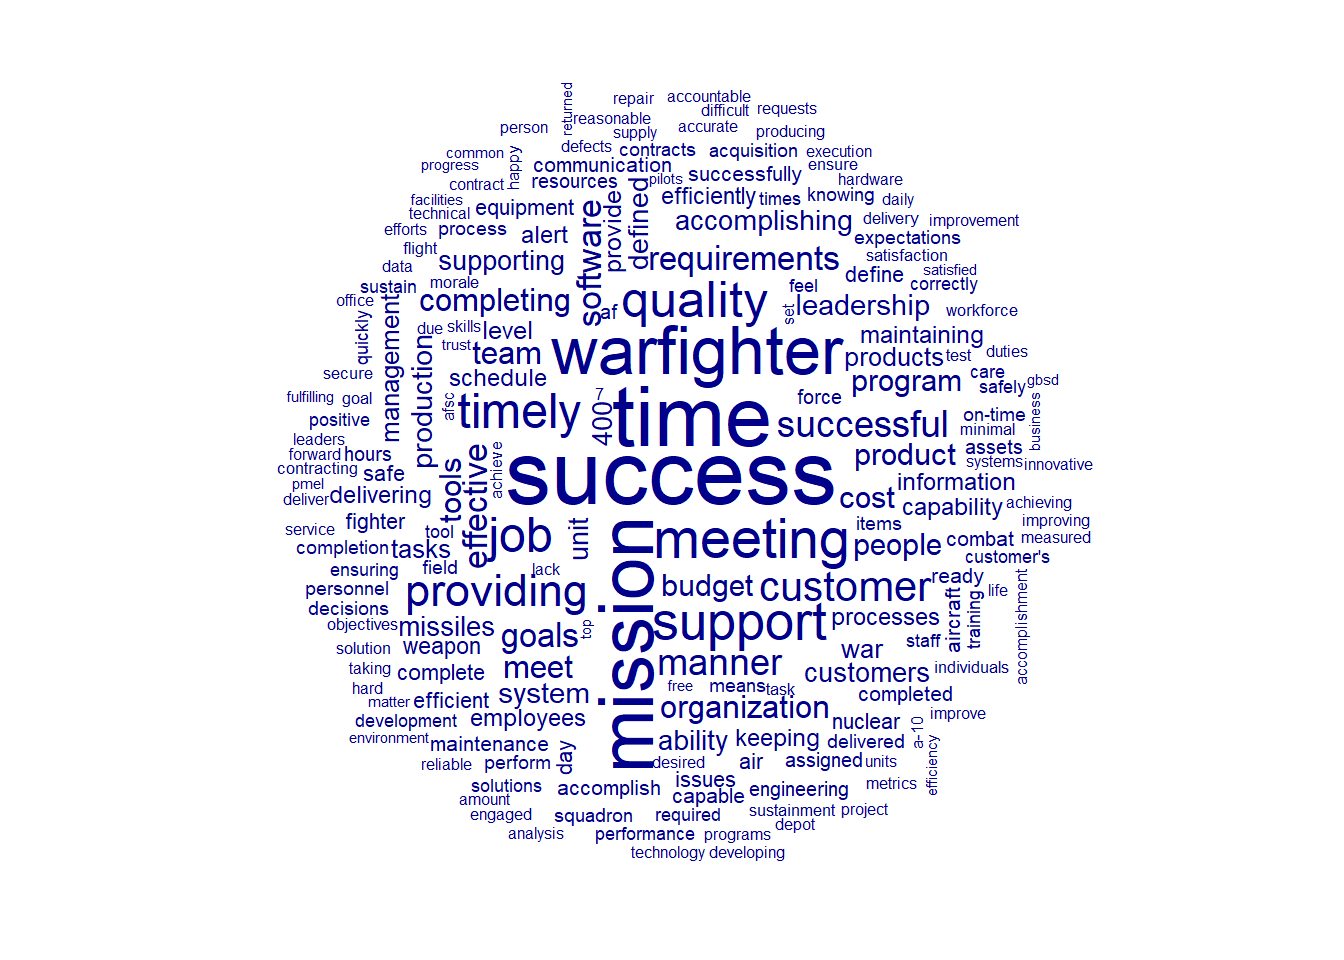 returned
repair
accountable
difficult
requests
reasonable
person
supply
accurate
producing
defects
contracts
acquisition
execution
common
happy
communication
ensure
progress
pilots
successfully
hardware
contract
resources
efficiently
times
knowing
daily
facilities
technical
equipment
software
provide
defined
accomplishing
delivery
improvement
efforts
process
alert
expectations
flight
supporting
requirements
satisfaction
data
define
satisfied
sustain
morale
feel
correctly
office
completing
af
quality
set
leadership
workforce
quickly
management
due
skills
level
maintaining
production
trust
team
warfighter
products
test
duties
secure
schedule
program
care
gbsd
safely
fulfilling
goal
afsc
timely
400
7
time
force
business
positive
successful
on-time
minimal
leaders
forward
hours
effective
achieve
product
assets
contracting
safe
tools
success
systems
innovative
pmel
information
deliver
delivering
cost
capability
achieving
service
fighter
tool
job
unit
mission
meeting
items
improving
measured
completion
tasks
people
combat
customer's
ensuring
field
lack
personnel
providing
budget
customer
ready
aircraft
training
life
accomplishment
decisions
objectives
missiles
goals
top
support
processes
solution
weapon
war
staff
taking
complete
meet
manner
customers
individuals
hard
matter
efficient
system
free
means
task
completed
development
employees
organization
nuclear
a-10
improve
environment
maintenance
day
ability
keeping
delivered
efficiency
reliable
perform
desired
air
assigned
units
solutions
accomplish
issues
engineering
metrics
amount
capable
engaged
squadron
required
sustainment
project
analysis
performance
programs
depot
technology
developing